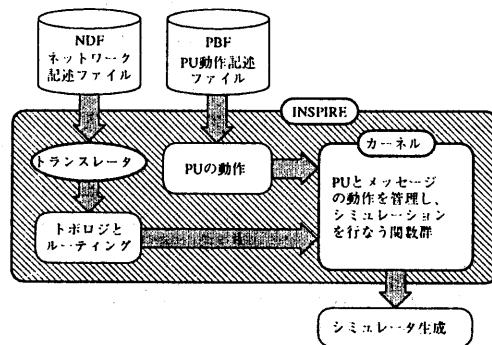 NDF
ネットワーク
記述ファイル
PBF
PU動作記述
ファイル
INSPIRE
トランスレータ
PUの動作
カーネル
PUとメッセージ
の動作を管理し、
シミュレーション
を行なう関数群
トポロジと
ルーティング
シミュレータ生成